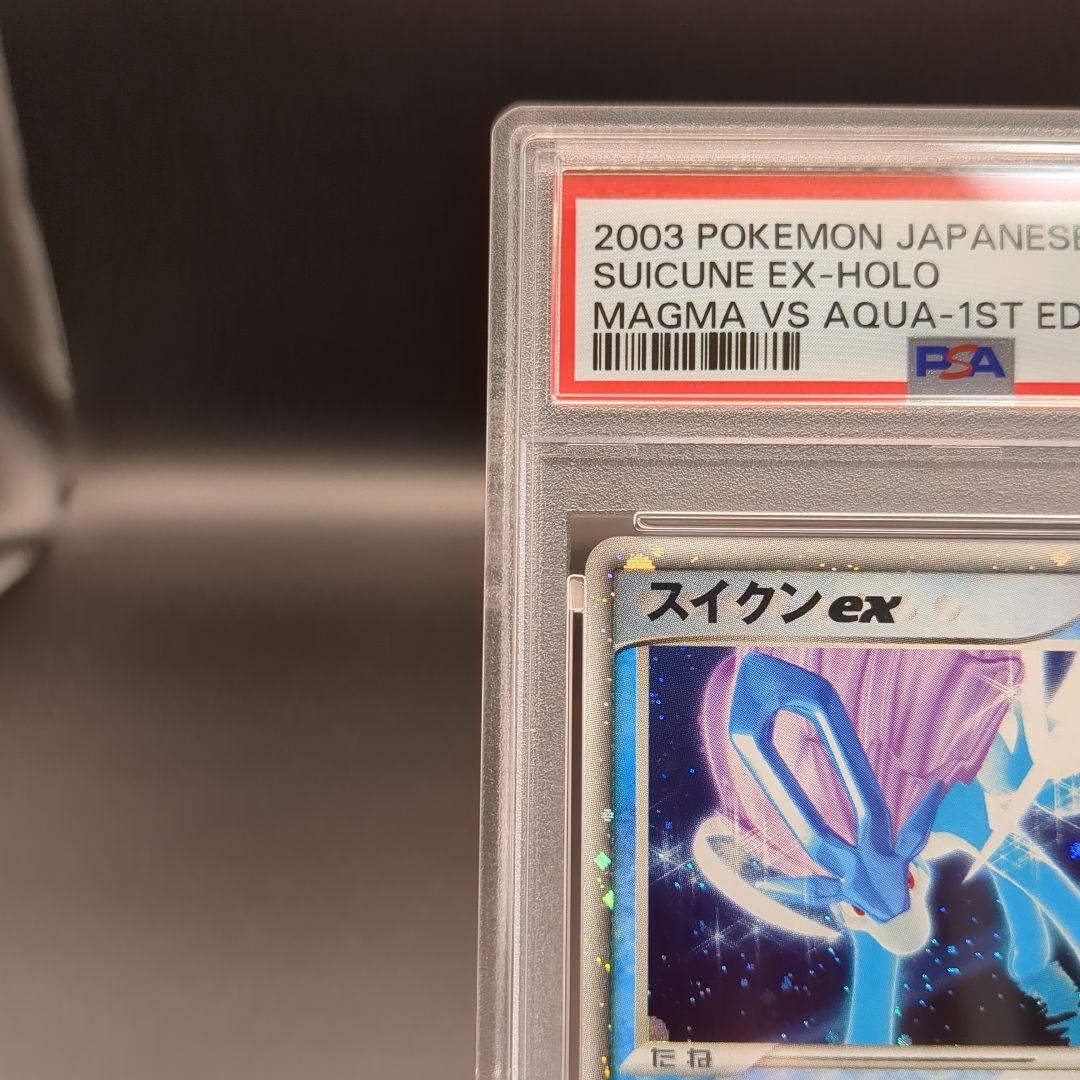 2003 POKEMON JAPANESE
SUICUNE EX-HOLO
MAGMA VS AQUA-1ST ED
PSA
スイクンex
たね